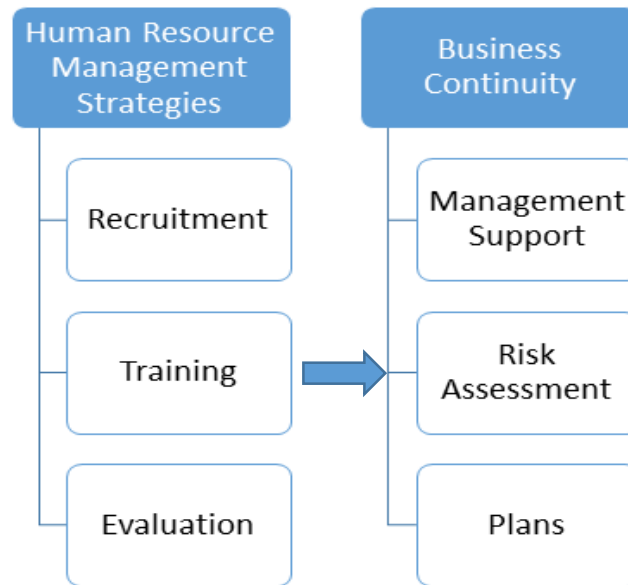 Human Resource
Management
Strategies
Recruitment
Training
Evaluation
Business
Continuity
Management
Support
Risk
Assessment
Plans